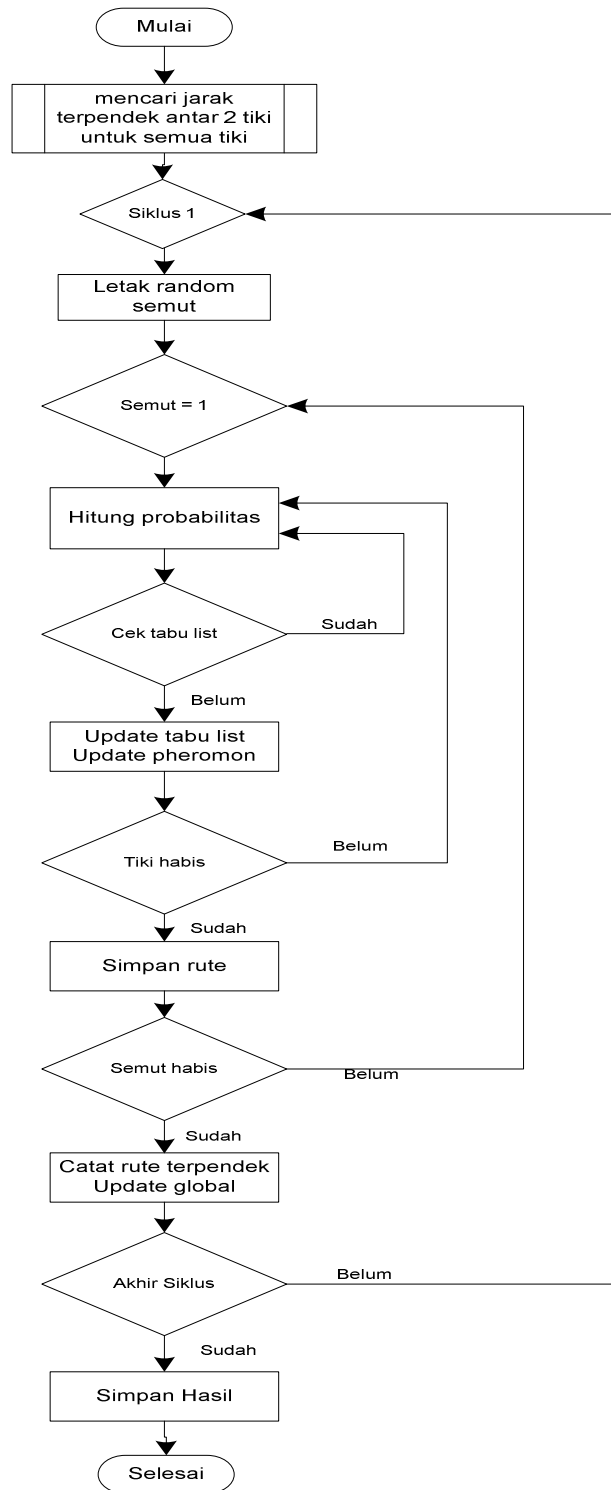 Mulai
mencari jarak
terpendek antar 2 tiki
untuk semua tiki
Siklus 1
Letak random
semut
Semut = 1
Hitung probabilitas
Cek tabu list
Sudah
Belum
Update tabu list
Update pheromon
Tiki habis
Belum
Sudah
Simpan rute
Semut habis
Belum
Sudah
Catat rute terpendek
Update global
Akhir Siklus
Belum
Sudah
Simpan Hasil
Selesai